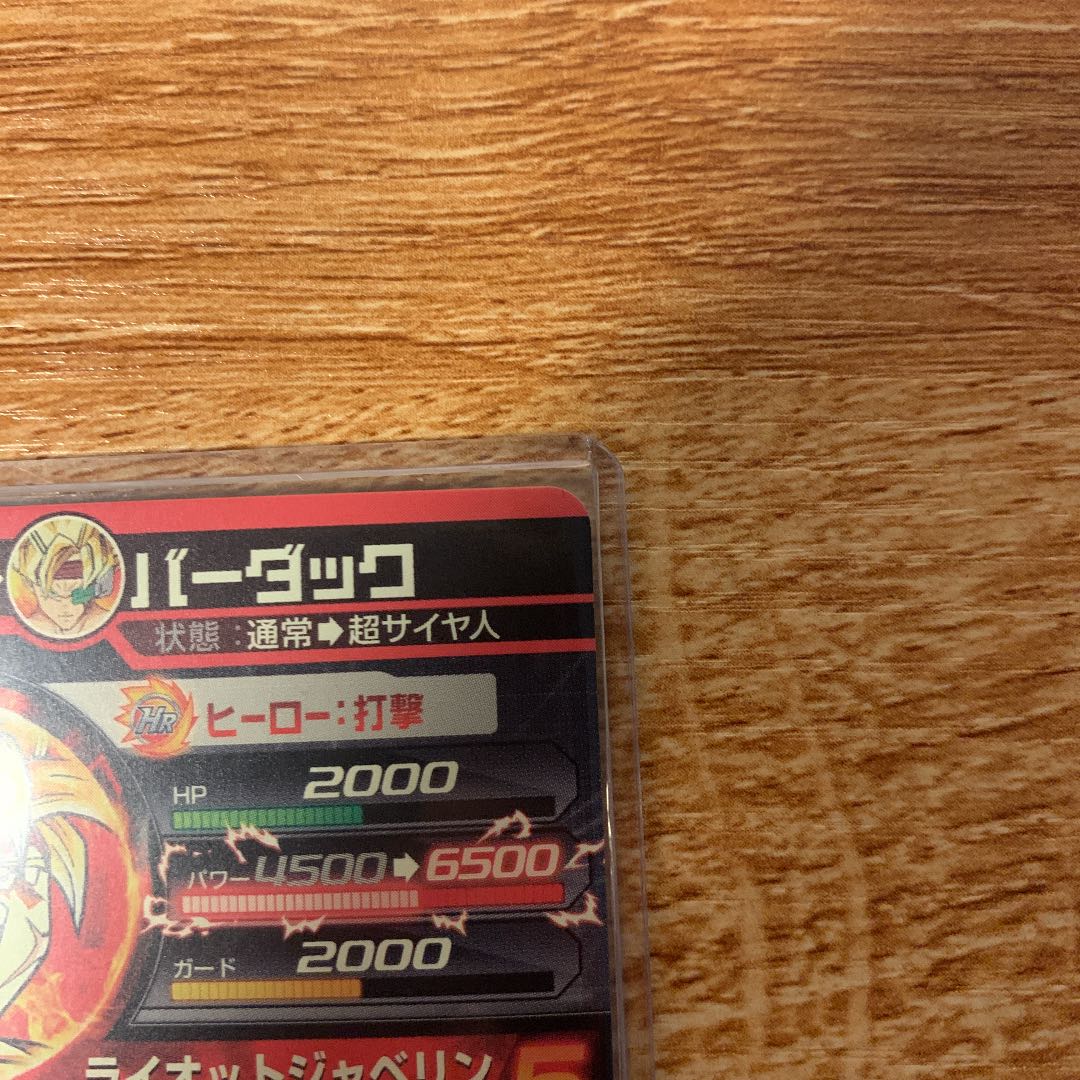 バーダック
状態:通常➡超サイヤ人
HR ヒーロー:打撃
HP 2000
パワー 4500➡6500
ガード 2000
ライオットジャベリン 5